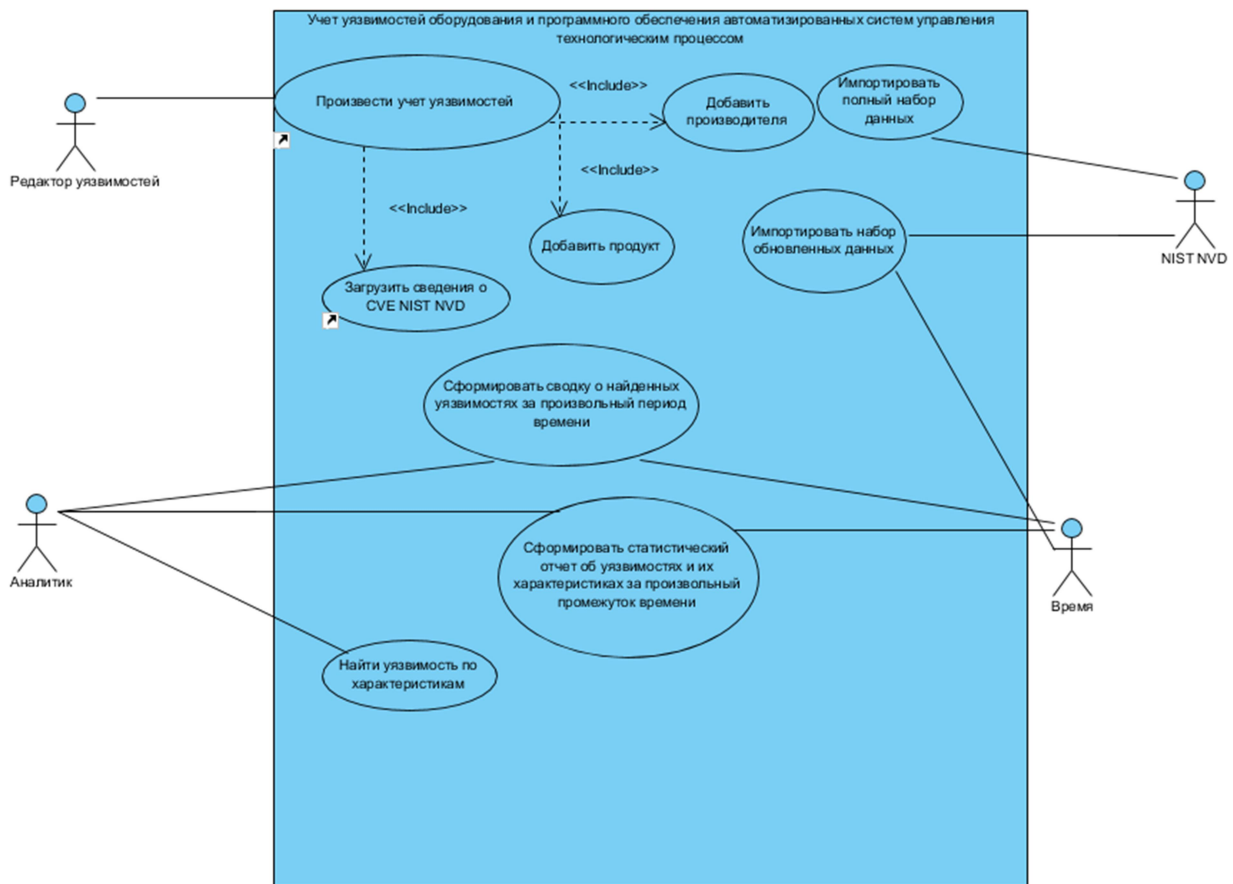 Учет уязвимостей оборудования и программного обеспечения автоматизированных систем управления
технологическим процессом
Произвести учет уязвимостей
<<Include>>
Добавить
производителя
Импортировать
полный набор
данных
Редактор уязвимостей
<<Include>>
<<Include>>
Добавить продукт
Импортировать набор
обновленных данных
NIST NVD
Загрузить сведения о
CVE NIST NVD
Сформировать сводку о найденных
уязвимостях за произвольный период
времени
Аналитик
Сформировать статистический
отчет об уязвимостях и их
характеристиках за произвольный
промежуток времени
Время
Найти уязвимость по
характеристикам